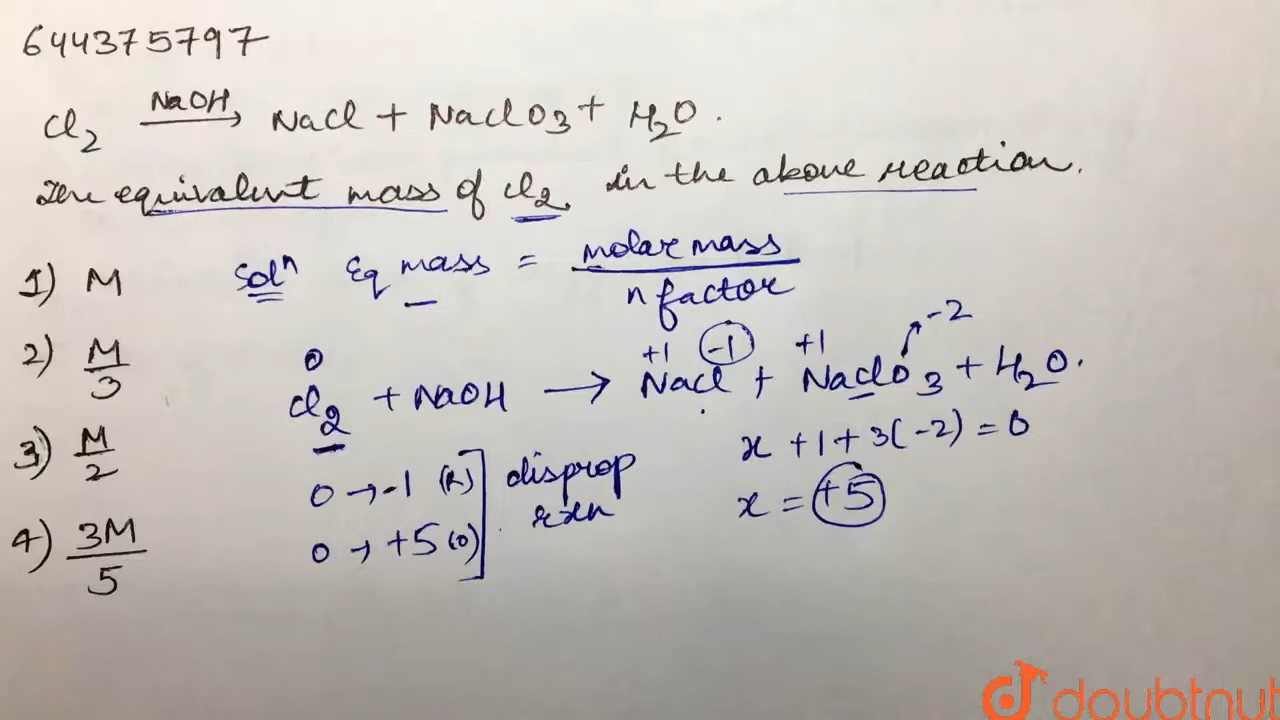 644375797
Cl2 NaOH → NaCl + NaClO3 + H2O.
The equivalent mass of Cl2 in the above reaction.
1) M
Solⁿ Eq mass = molar mass / n factor
2) M/3
0 +1 -1 +1 -2
Cl2 + NaOH → NaCl + NaClO3 + H2O.
3) M/2
x + 1 + 3(-2) = 0
0 → -1 (R) ] disprop
x = +5
rxn
4) 3M/5
0 → +5 (O)
doubtnut